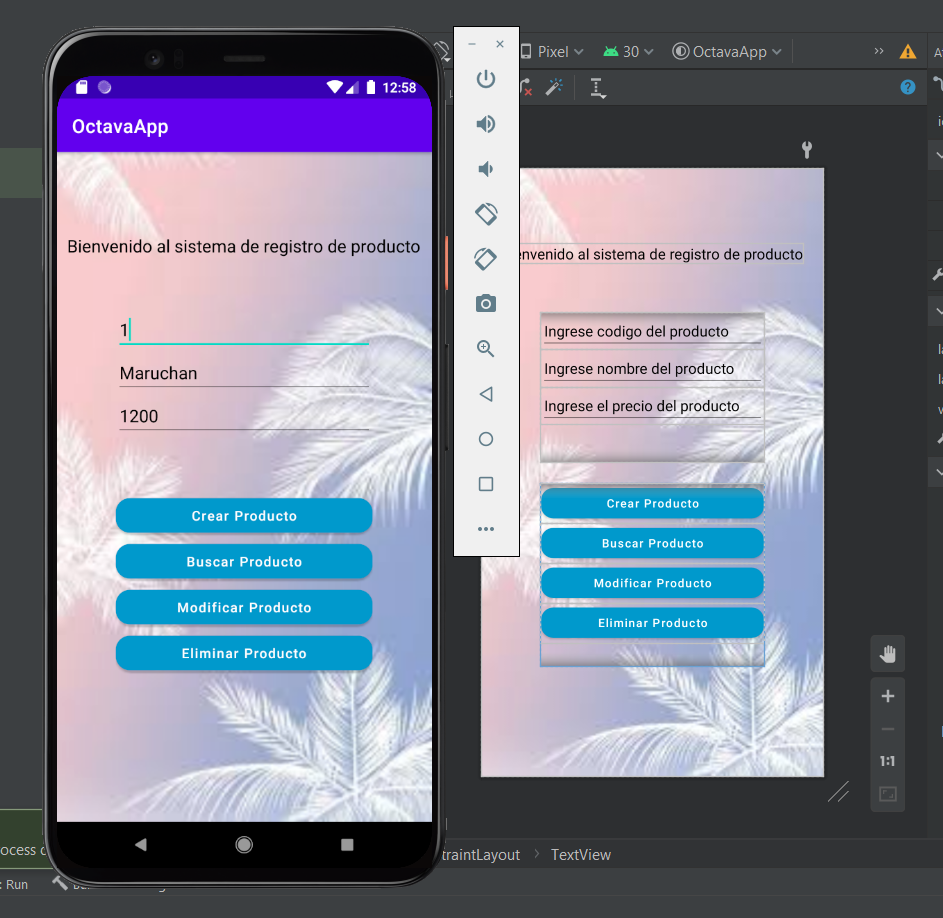 12:58
OctavaApp
Bienvenido al sistema de registro de producto
1
Maruchan
1200
Crear Producto
Buscar Producto
Modificar Producto
Eliminar Producto
Pixel
30
OctavaApp
envenido al sistema de registro de producto
Ingrese codigo del producto
Ingrese nombre del producto
Ingrese el precio del producto
Crear Producto
Buscar Producto
Modificar Producto
Eliminar Producto
1:1
traintLayout > TextView
ocess
: Run